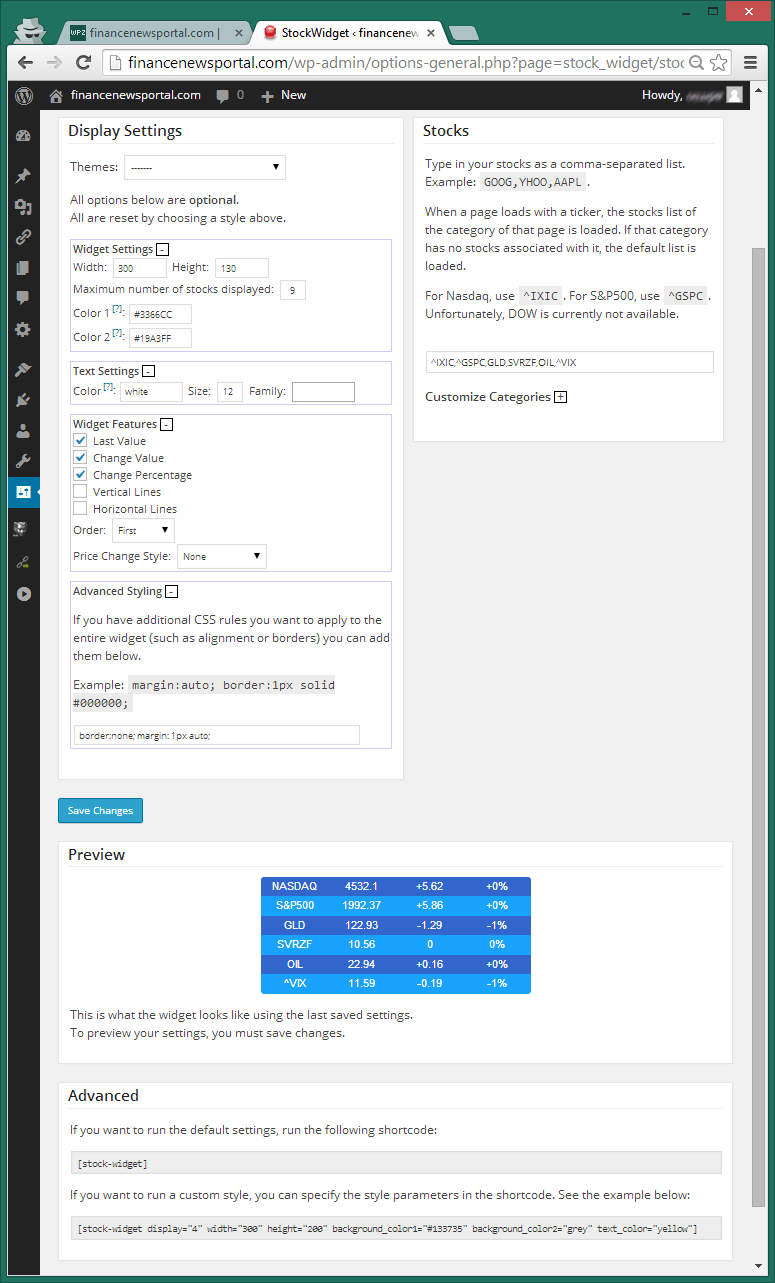 financenewsportal.com |
StockWidget ‹ financenew
financenewsportal.com/wp-admin/options-general.php?page=stock_widget/stoc
financenewsportal.com 0 New
Howdy,
Display Settings
Themes: -------
All options below are optional.
All are reset by choosing a style above.
Widget Settings -
Width: 300 Height: 130
Maximum number of stocks displayed: 9
Color 1 [?]: #3366CC
Color 2 [?]: #19A3FF
Text Settings -
Color [?]: white Size: 12 Family:
Widget Features -
Last Value
Change Value
Change Percentage
Vertical Lines
Horizontal Lines
Order: First
Price Change Style: None
Advanced Styling -
If you have additional CSS rules you want to apply to the
entire widget (such as alignment or borders) you can add
them below.
Example: margin:auto; border:1px solid
#000000;
border:none; margin: 1px auto;
Stocks
Type in your stocks as a comma-separated list.
Example: GOOG,YHOO,AAPL.
When a page loads with a ticker, the stocks list of
the category of that page is loaded. If that category
has no stocks associated with it, the default list is
loaded.
For Nasdaq, use ^IXIC. For S&P500, use ^GSPC.
Unfortunately, DOW is currently not available.
^IXIC,^GSPC,GLD,SVRZF,OIL,^VIX
Customize Categories +
Save Changes
Preview
NASDAQ 4532.1 +5.62 +0%
S&P500 1992.37 +5.86 +0%
GLD 122.93 -1.29 -1%
SVRZF 10.56 0 0%
OIL 22.94 +0.16 +0%
^VIX 11.59 -0.19 -1%
This is what the widget looks like using the last saved settings.
To preview your settings, you must save changes.
Advanced
If you want to run the default settings, run the following shortcode:
[stock-widget]
If you want to run a custom style, you can specify the style parameters in the shortcode. See the example below:
[stock-widget display="4" width="300" height="200" background_color1="#133735" background_color2="grey" text_color="yellow"]